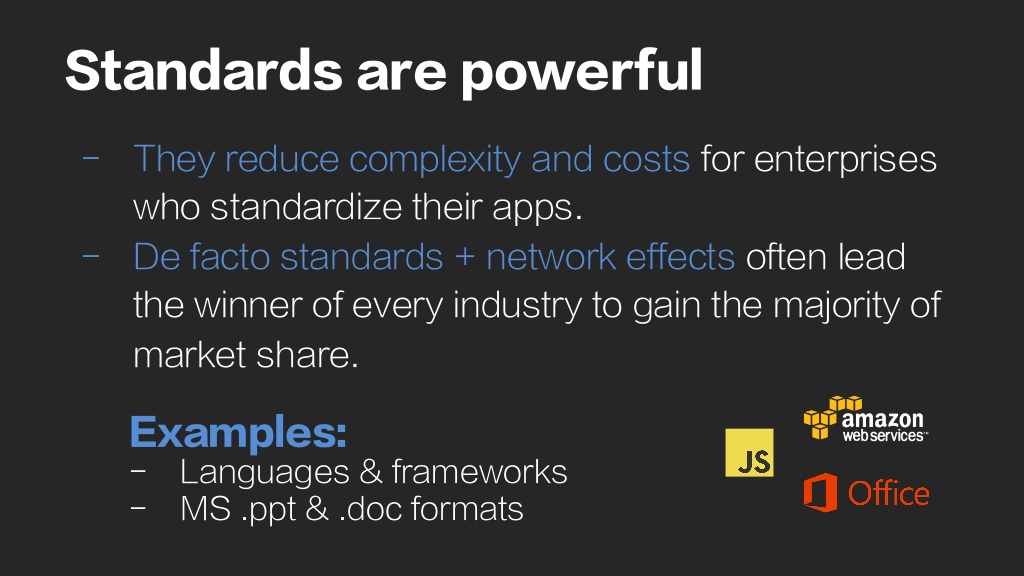 Standards are powerful
- They reduce complexity and costs for enterprises
who standardize their apps.
- De facto standards + network effects often lead
the winner of every industry to gain the majority of
market share.
Examples:
- Languages & frameworks
- MS .ppt & .doc formats
JS
amazon
web services™
Office